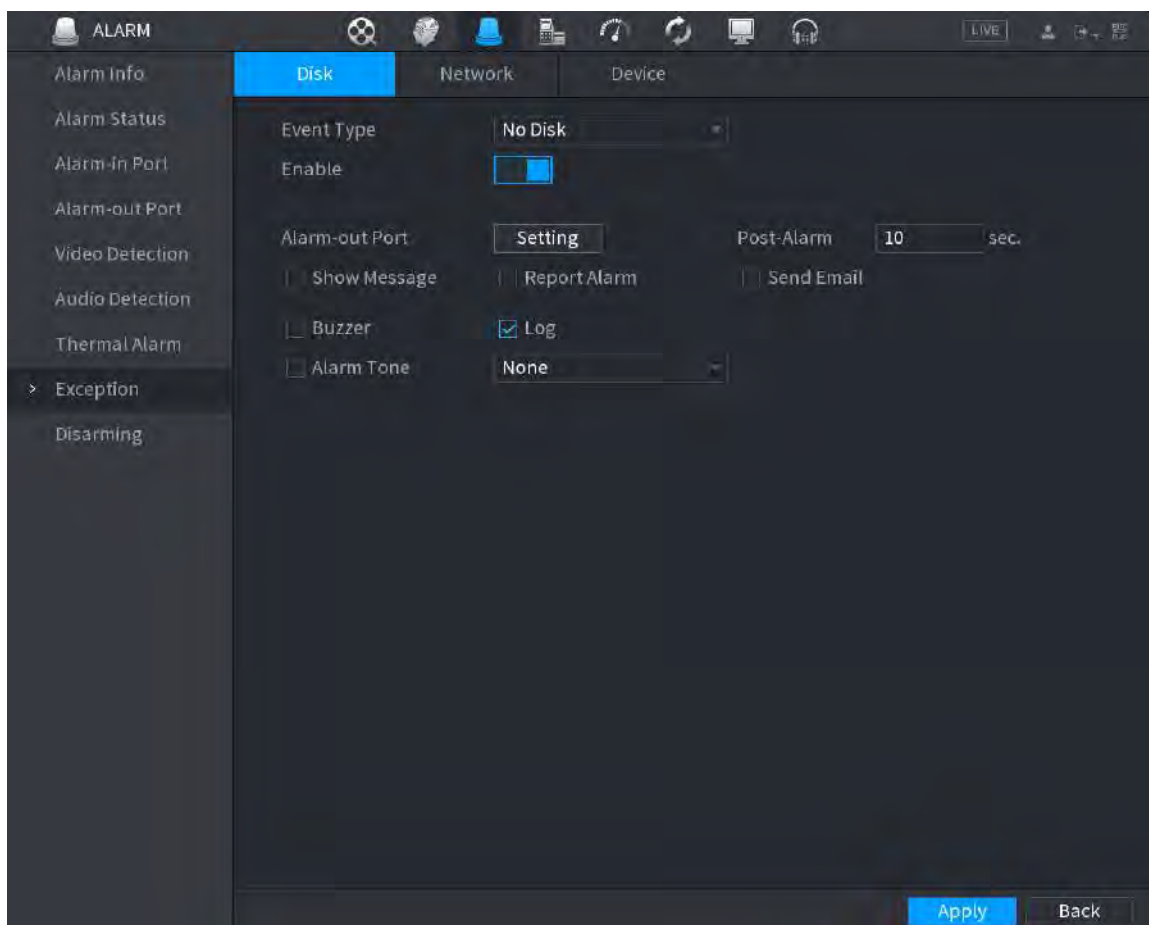 ALARM LIVE
Alarm Info
Alarm Status
Alarm-in Port
Alarm-out Port
Video Detection
Audio Detection
Thermal Alarm
> Exception
Disarming
Disk Network Device
Event Type No Disk
Enable
Alarm-out Port Setting Post-Alarm 10 sec.
Show Message Report Alarm Send Email
Buzzer Log
Alarm Tone None
Apply Back